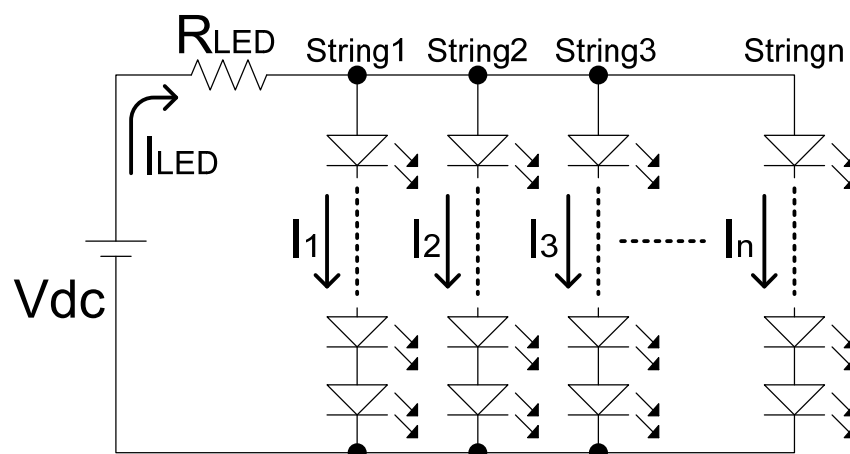 RLED
String1 String2 String3 Stringn
ILED
I1 I2 I3 In
Vdc